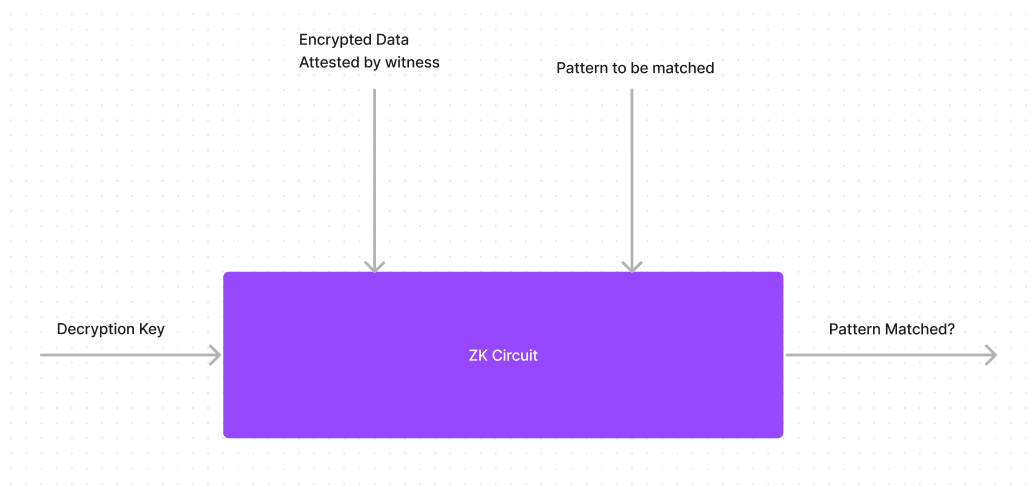 Encrypted Data
Attested by witness
Pattern to be matched
Decryption Key
ZK Circuit
Pattern Matched?